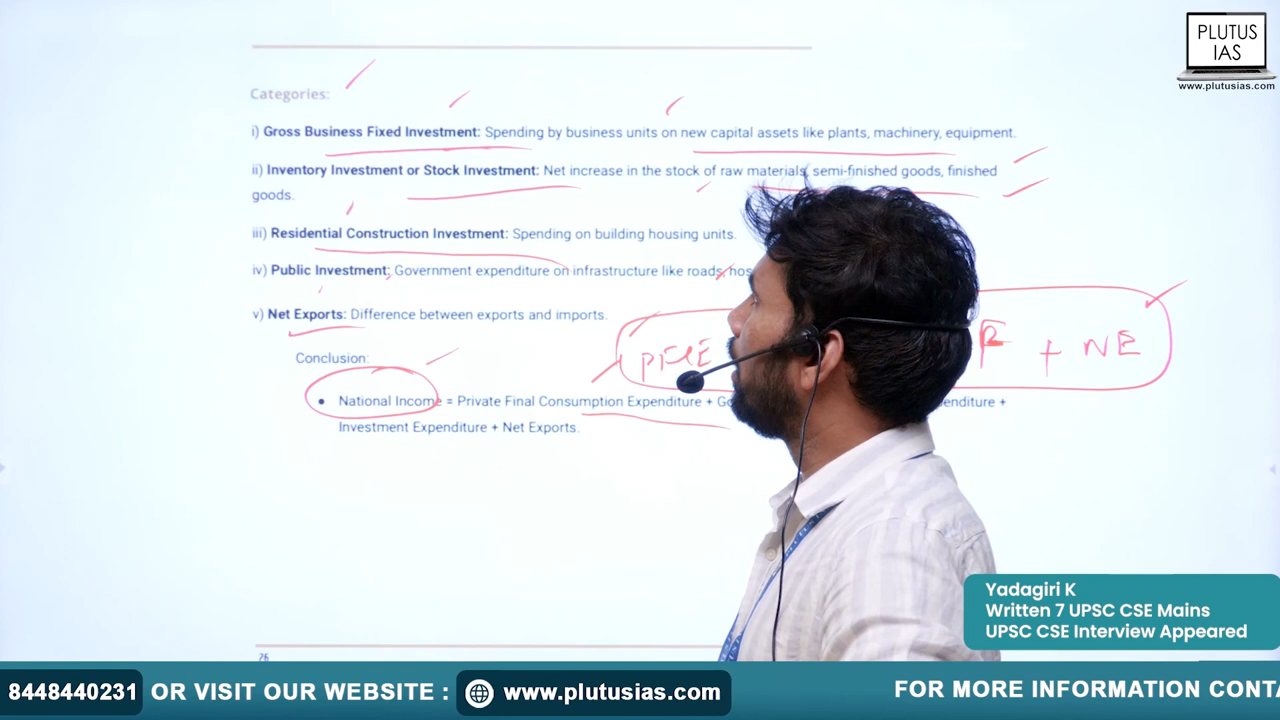 PLUTUS
IAS
www.plutusias.com
Categories:
i) Gross Business Fixed Investment: Spending by business units on new capital assets like plants, machinery, equipment.
ii) Inventory Investment or Stock Investment: Net increase in the stock of raw materials, semi-finished goods, finished
goods.
iii) Residential Construction Investment: Spending on building housing units.
iv) Public Investment: Government expenditure on infrastructure like roads,
v) Net Exports: Difference between exports and imports.
PFCE + NE
Conclusion:
• National Income = Private Final Consumption Expenditure + +
Investment Expenditure + Net Exports.
Yadagiri K
Written 7 UPSC CSE Mains
UPSC CSE Interview Appeared
26
8448440231 OR VISIT OUR WEBSITE : www.plutusias.com FOR MORE INFORMATION